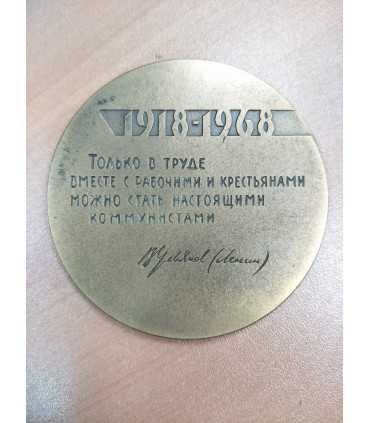 1918-1968
ТОЛЬКО В ТРУДЕ
ВМЕСТЕ С РАБОЧИМИ И КРЕСТЬЯНАМИ
МОЖНО СТАТЬ НАСТОЯЩИМИ
КОММУНИСТАМИ
В Ульянов (Ленин)